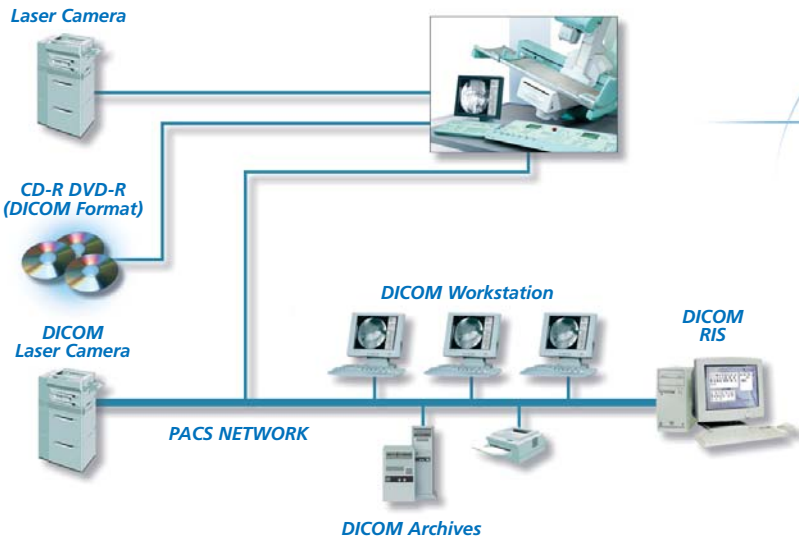 Laser Camera
CD-R DVD-R
(DICOM Format)
DICOM Workstation
DICOM
Laser Camera
DICOM
RIS
PACS NETWORK
DICOM Archives